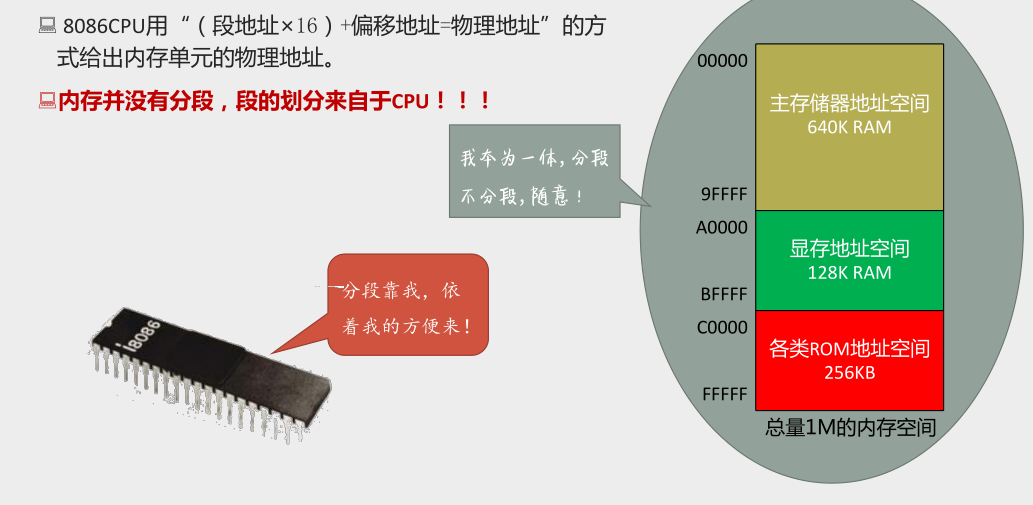 8086CPU用“（段地址×16）+偏移地址=物理地址”的方
式给出内存单元的物理地址。
内存并没有分段，段的划分来自于CPU！！！
我本为一体,分段
不分段,随意！
分段靠我，依
着我的方便来!
i8086
00000
主存储器地址空间
640K RAM
9FFFF
A0000
显存地址空间
128K RAM
BFFFF
C0000
各类ROM地址空间
256KB
FFFFF
总量1M的内存空间